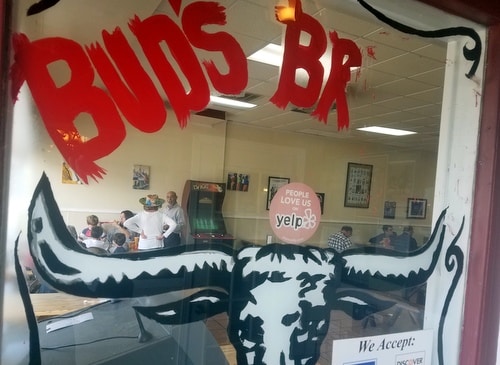 BUD'S BR
PEOPLE
LOVE US
yelp
We Accept:
DISCOVER